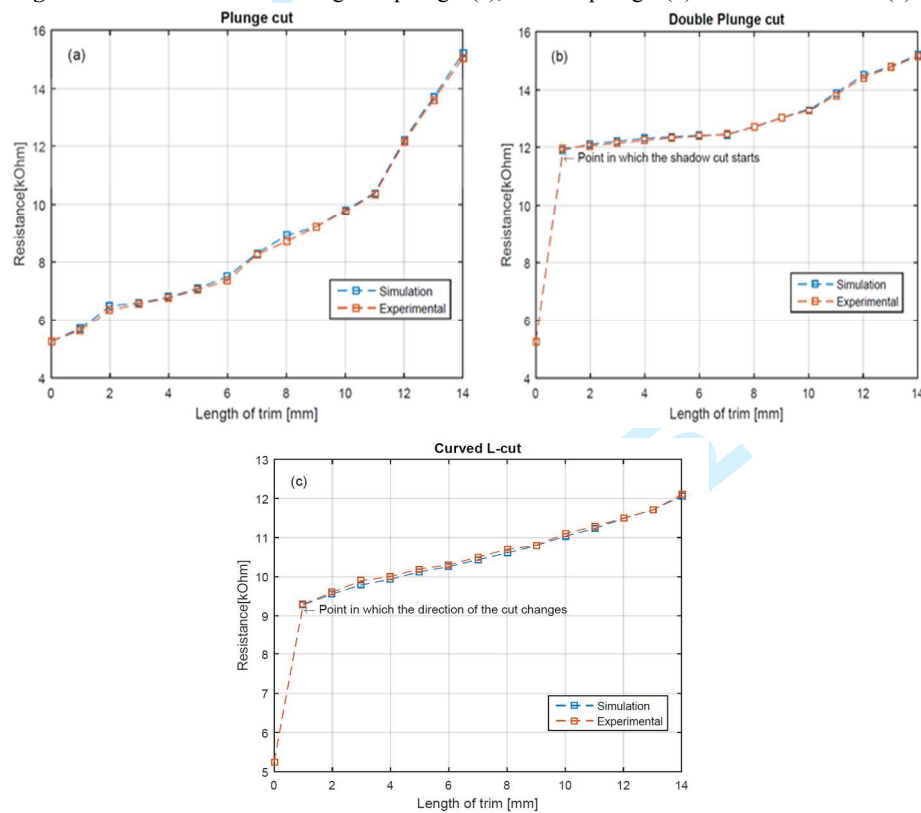 Plunge cut
(a)
16
14
12
10
8
6
4
Resistance[kOhm]
Simulation
Experimental
0 2 4 6 8 10 12 14
Length of trim [mm]
Double Plunge cut
(b)
16
14
12
10
8
6
4
Resistance[kOhm]
← Point in which the shadow cut starts
Simulation
Experimental
0 2 4 6 8 10 12 14
Length of trim [mm]
Curved L-cut
(c)
13
12
11
10
9
8
7
6
5
Resistance[kOhm]
← Point in which the direction of the cut changes
Simulation
Experimental
0 2 4 6 8 10 12 14
Length of trim [mm]